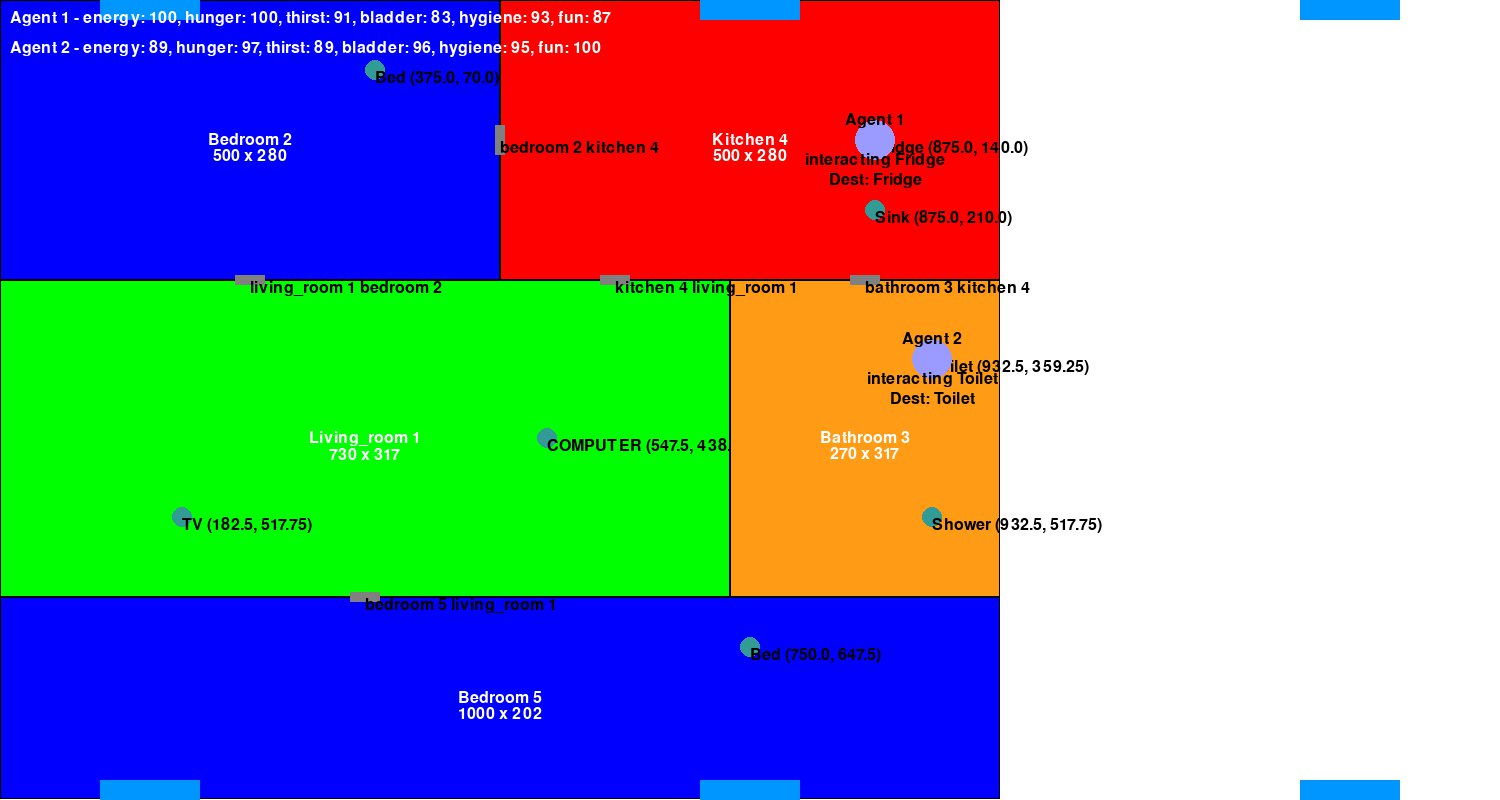 Agent 1 - energy: 100, hunger: 100, thirst: 91, bladder: 83, hygiene: 93, fun: 87
Agent 2 - energy: 89, hunger: 97, thirst: 89, bladder: 96, hygiene: 95, fun: 100
Bed (375.0, 70.0)
Agent 1
Bedroom 2
500 x 280
bedroom 2 kitchen 4
Kitchen 4
500 x 280
idge (875.0, 140.0)
interacting Fridge
Dest: Fridge
Sink (875.0, 210.0)
living_room 1 bedroom 2
kitchen 4 living_room 1
bathroom 3 kitchen 4
Agent 2
ilet (932.5, 359.25)
interacting Toilet
Dest: Toilet
Living_room 1
730 x 317
COMPUTER (547.5, 438.
Bathroom 3
270 x 317
TV (182.5, 517.75)
Shower (932.5, 517.75)
bedroom 5 living_room 1
Bed (750.0, 647.5)
Bedroom 5
1000 x 202